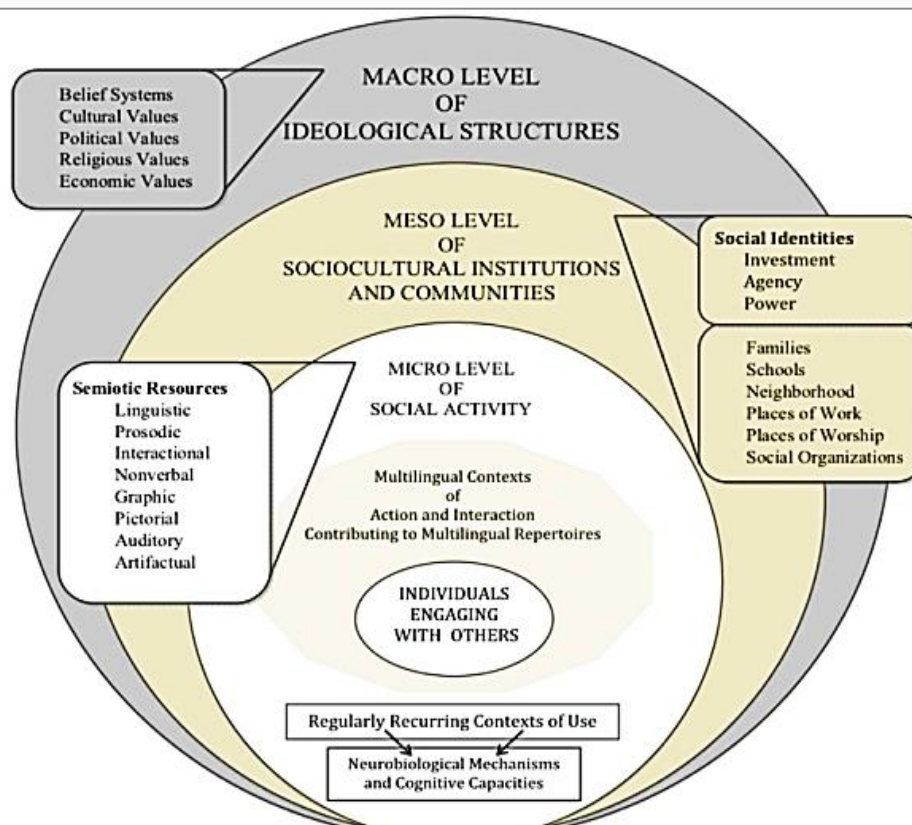 MACRO LEVEL
OF
IDEOLOGICAL STRUCTURES
Belief Systems
Cultural Values
Political Values
Religious Values
Economic Values
MESO LEVEL
OF
SOCIOCULTURAL INSTITUTIONS
AND COMMUNITIES
Social Identities
Investment
Agency
Power
Families
Schools
Neighborhood
Places of Work
Places of Worship
Social Organizations
MICRO LEVEL
OF
SOCIAL ACTIVITY
Semiotic Resources
Linguistic
Prosodic
Interactional
Nonverbal
Graphic
Pictorial
Auditory
Artifactual
Multilingual Contexts
of
Action and Interaction
Contributing to Multilingual Repertoires
INDIVIDUALS
ENGAGING
WITH OTHERS
Regularly Recurring Contexts of Use
Neurobiological Mechanisms
and Cognitive Capacities